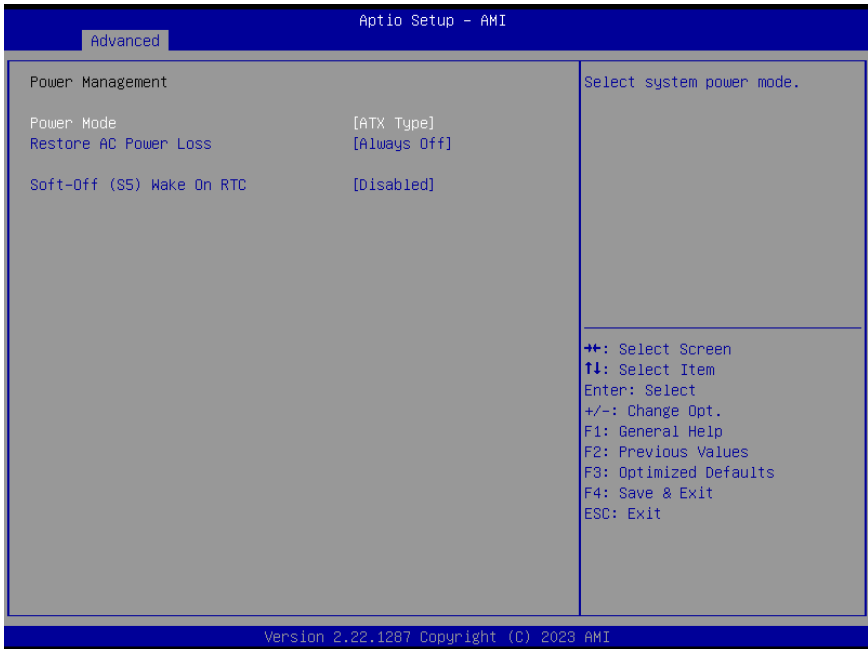 Aptio Setup - AMI
Advanced
Power Management
Power Mode [ATX Type]
Restore AC Power Loss [Always Off]
Soft-Off (S5) Wake On RTC [Disabled]
Select system power mode.
→←: Select Screen
↑↓: Select Item
Enter: Select
+/-: Change Opt.
F1: General Help
F2: Previous Values
F3: Optimized Defaults
F4: Save & Exit
ESC: Exit
Version 2.22.1287 Copyright (C) 2023 AMI